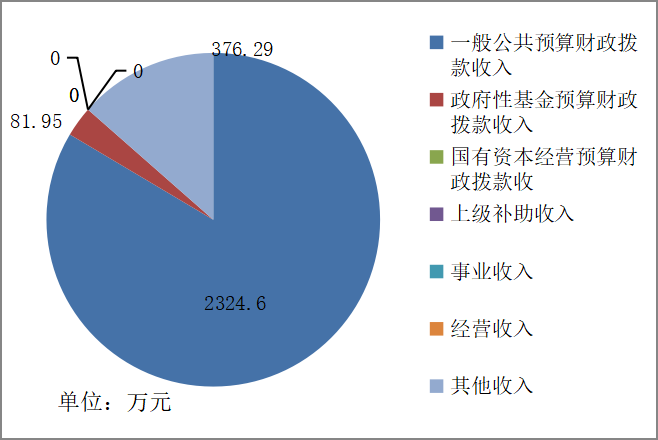 376.29
0
0
0
81.95
2324.6
单位：万元
一般公共预算财政拨
款收入
政府性基金预算财政
拨款收入
国有资本经营预算财
政拨款收
上级补助收入
事业收入
经营收入
其他收入